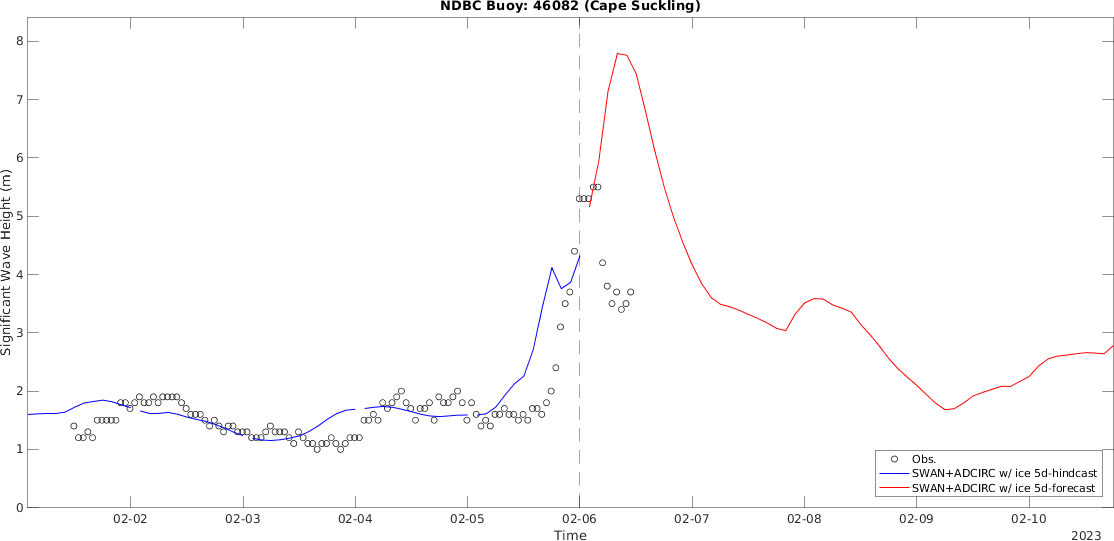 NDBC Buoy: 46082 (Cape Suckling)
8
7
6
5
4
3
2
1
0
Significant Wave Height (m)
Obs.
SWAN+ADCIRC w/ ice 5d-hindcast
SWAN+ADCIRC w/ ice 5d-forecast
02-02 02-03 02-04 02-05 02-06 02-07 02-08 02-09 02-10
Time
2023